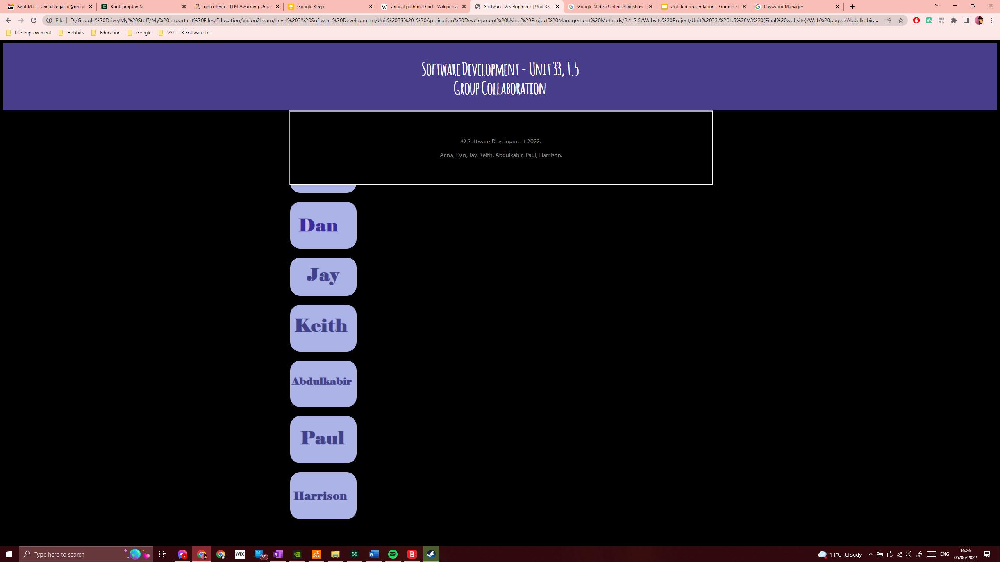 Sent Mail - anna.t.legaspi@gmai
BootcampJan22
getcriteria - TLM Awarding Orga
Google Keep
Critical path method - Wikipedia
Software Development | Unit 33,
Google Slides: Online Slideshow
Untitled presentation - Google Sl
Password Manager
File
D:/Google%20Drive/My%20Stuff/My%20Important%20Files/Education/Vision2Learn/Level%203%20Software%20Development/Unit%2033%20-%20Application%20Development%20Using%20Project%20Management%20Methods/2.1-2.5/Website%20Project/Unit%2033,%201.5%20V3%20(Final%20website)/Web%20pages/Abdulkabir....
Life Improvement
Hobbies
Education
Google
V2L - L3 Software D...
Software Development - Unit 33, 1.5
Group Collaboration
© Software Development 2022.
Anna, Dan, Jay, Keith, Abdulkabir, Paul, Harrison.
Dan
Jay
Keith
Abdulkabir
Paul
Harrison
Type here to search
2
WIX
39
N
W
B
11°C Cloudy
ENG
16:26
05/06/2022